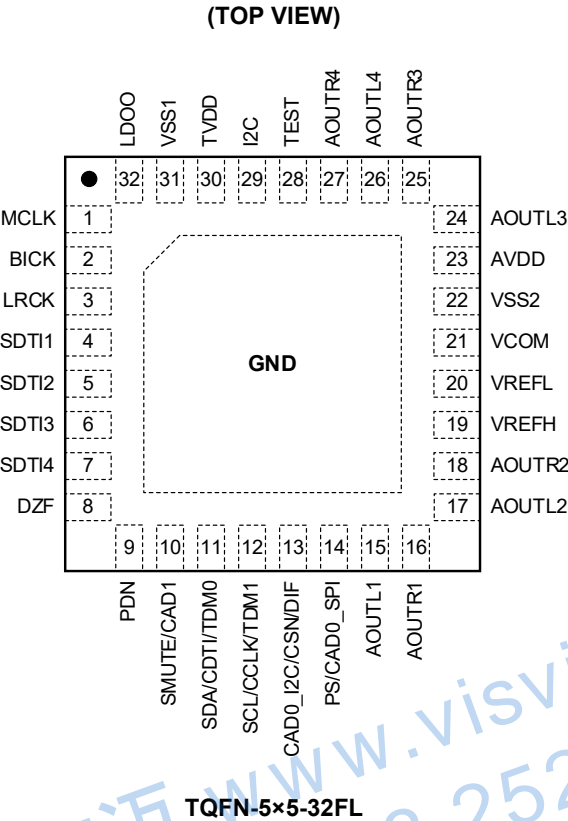 (TOP VIEW)
LDOO VSS1 TVDD I2C TEST AOUTR4 AOUTL4 AOUTR3
32 31 30 29 28 27 26 25
MCLK 1 24 AOUTL3
BICK 2 23 AVDD
LRCK 3 22 VSS2
SDTI1 4 21 VCOM
SDTI2 5 20 VREFL
SDTI3 6 19 VREFH
SDTI4 7 18 AOUTR2
DZF 8 17 AOUTL2
GND
9 10 11 12 13 14 15 16
PDN SMUTE/CAD1 SDA/CDTI/TDM0 SCL/CCLK/TDM1 CAD0_I2C/CSN/DIF PS/CAD0_SPI AOUTL1 AOUTR1
TQFN-5×5-32FL